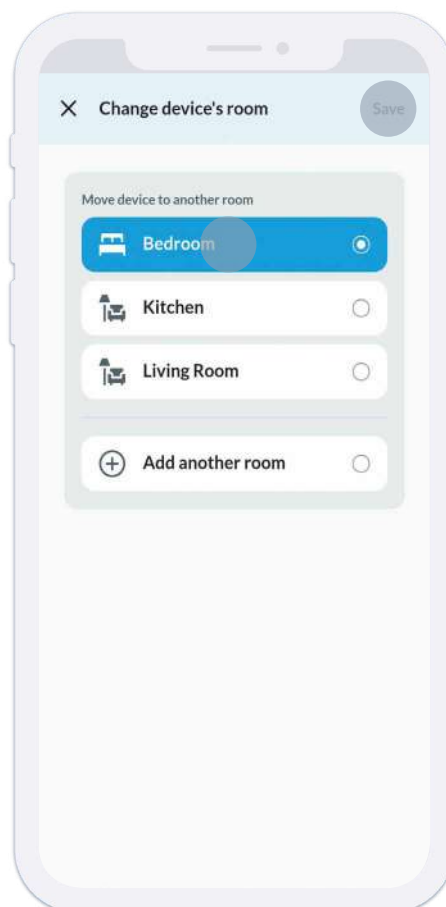 Change device's room
Save
Move device to another room
Bedroom
Kitchen
Living Room
Add another room